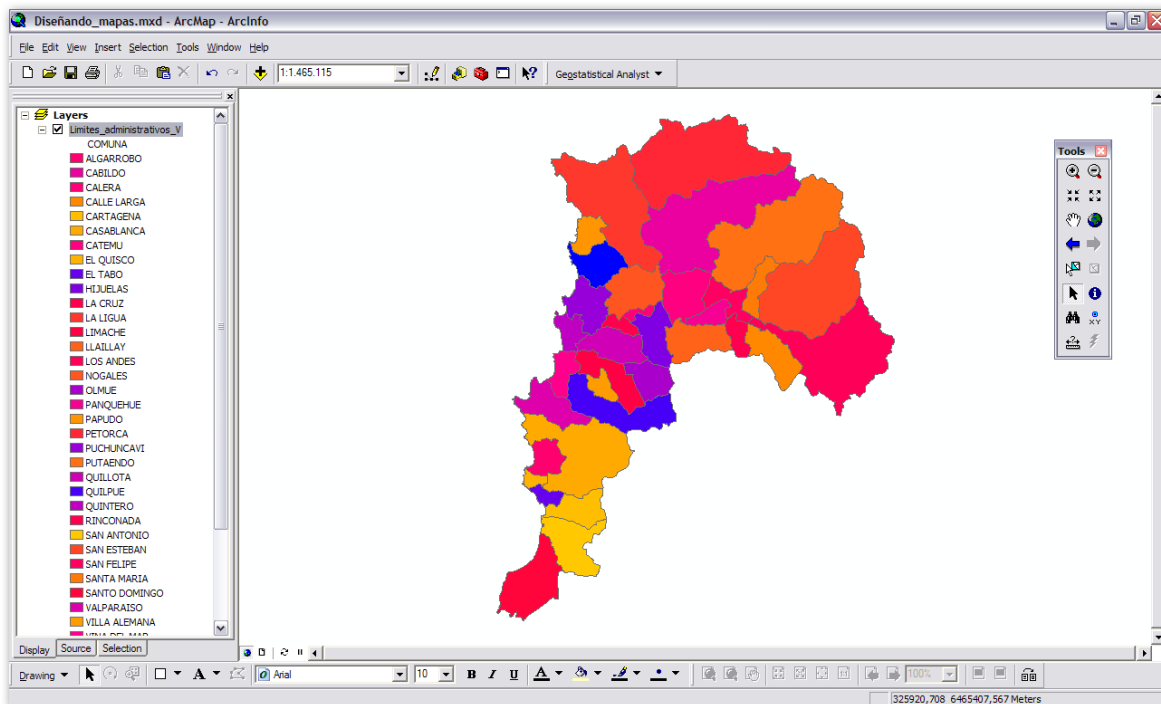 Diseñando_mapas.mxd - ArcMap - ArcInfo
File Edit View Insert Selection Tools Window Help
1:1.465.115
Geostatistical Analyst
Layers
Limites_administrativos_V
COMUNA
ALGARROBO
CABILDO
CALERA
CALLE LARGA
CARTAGENA
CASABLANCA
CATEMU
EL QUISCO
EL TABO
HIJUELAS
LA CRUZ
LA LIGUA
LIMACHE
LLAILLAY
LOS ANDES
NOGALES
OLMUE
PANQUEHUE
PAPUDO
PETORCA
PUCHUNCAVI
PUTAENDO
QUILLOTA
QUILPUE
QUINTERO
RINCONADA
SAN ANTONIO
SAN ESTEBAN
SAN FELIPE
SANTA MARIA
SANTO DOMINGO
VALPARAISO
VILLA ALEMANA
VINA DEL MAR
Display Source Selection
Tools
XY
Drawing A Arial 10 B I U A 100%
325920,708 6465407,567 Meters